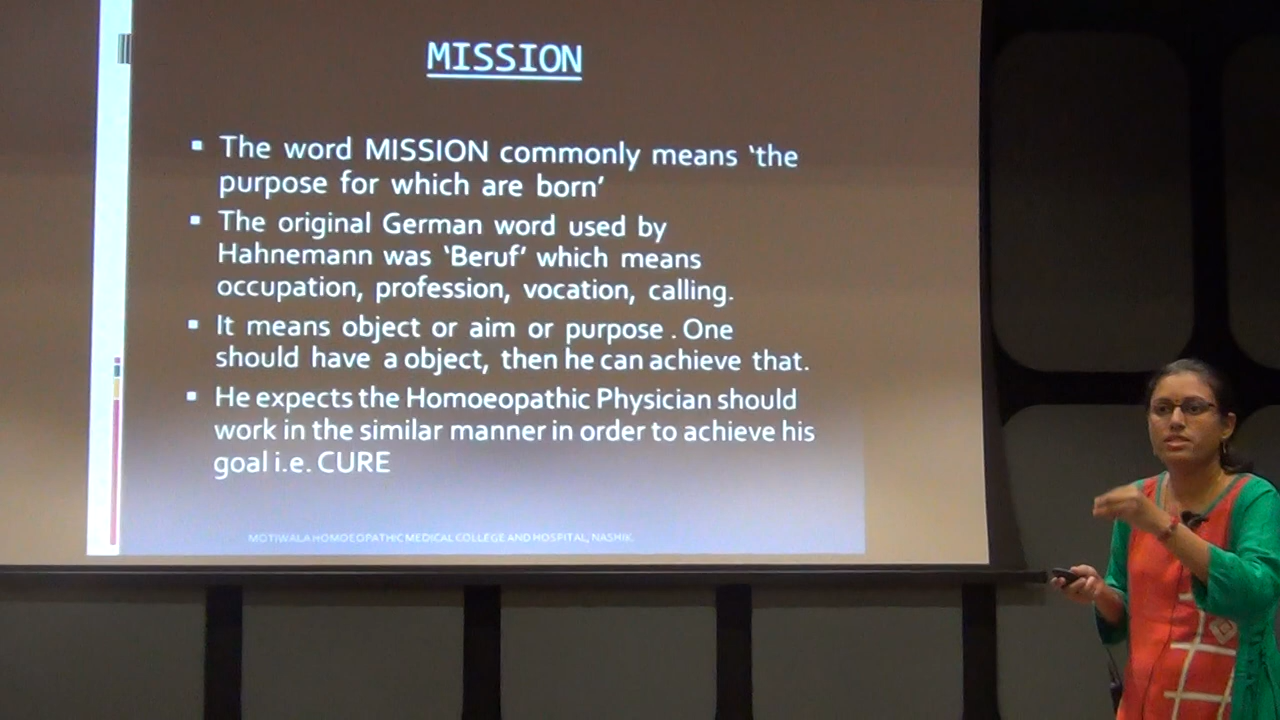 MISSION
The word MISSION commonly means ‘the
purpose for which are born’
The original German word used by
Hahnemann was ‘Beruf’ which means
occupation, profession, vocation, calling.
It means object or aim or purpose . One
should have a object, then he can achieve that.
He expects the Homoeopathic Physician should
work in the similar manner in order to achieve his
goal i.e. CURE
MOTIWALA HOMOEOPATHIC MEDICAL COLLEGE AND HOSPITAL, NASHIK.